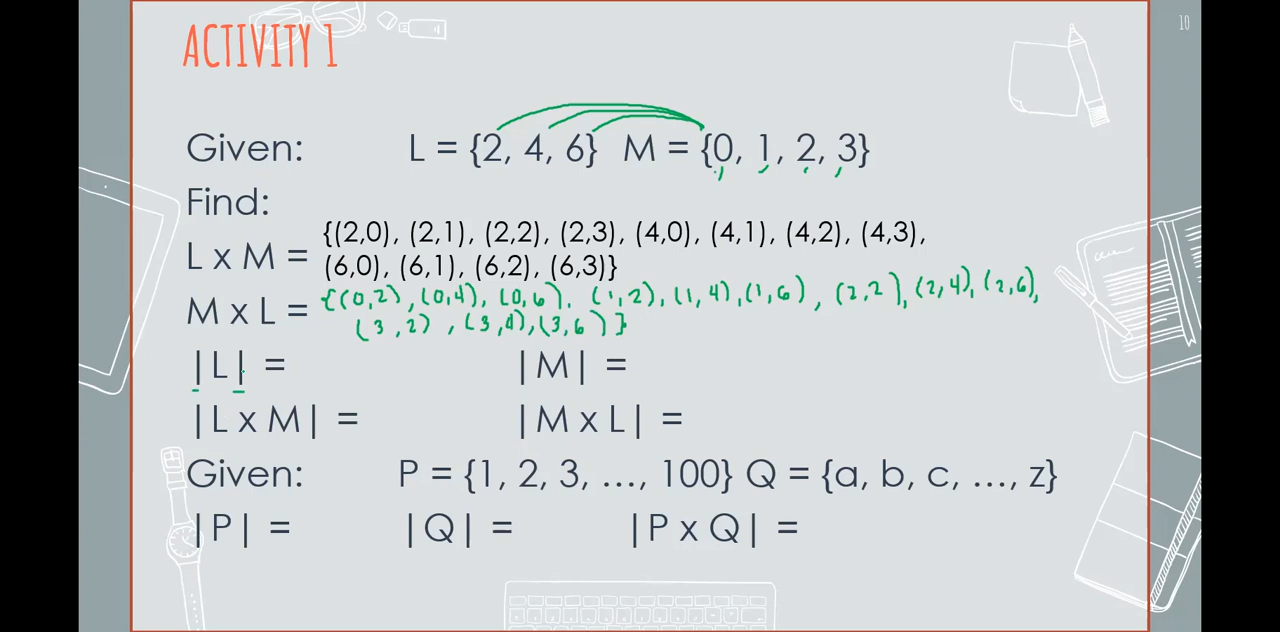 10
ACTIVITY 1
Given: L = {2, 4, 6} M = {0, 1, 2, 3}
Find:
L x M = {(2,0), (2,1), (2,2), (2,3), (4,0), (4,1), (4,2), (4,3),
(6,0), (6,1), (6,2), (6,3)}
M x L = {(0,2), (0,4), (0,6), (1,2), (1,4), (1,6), (2,2), (2,4), (2,6),
(3,2), (3,4), (3,6)}
|L| = |M| =
|L x M| = |M x L| =
Given: P = {1, 2, 3, …, 100} Q = {a, b, c, …, z}
|P| = |Q| = |P x Q| =